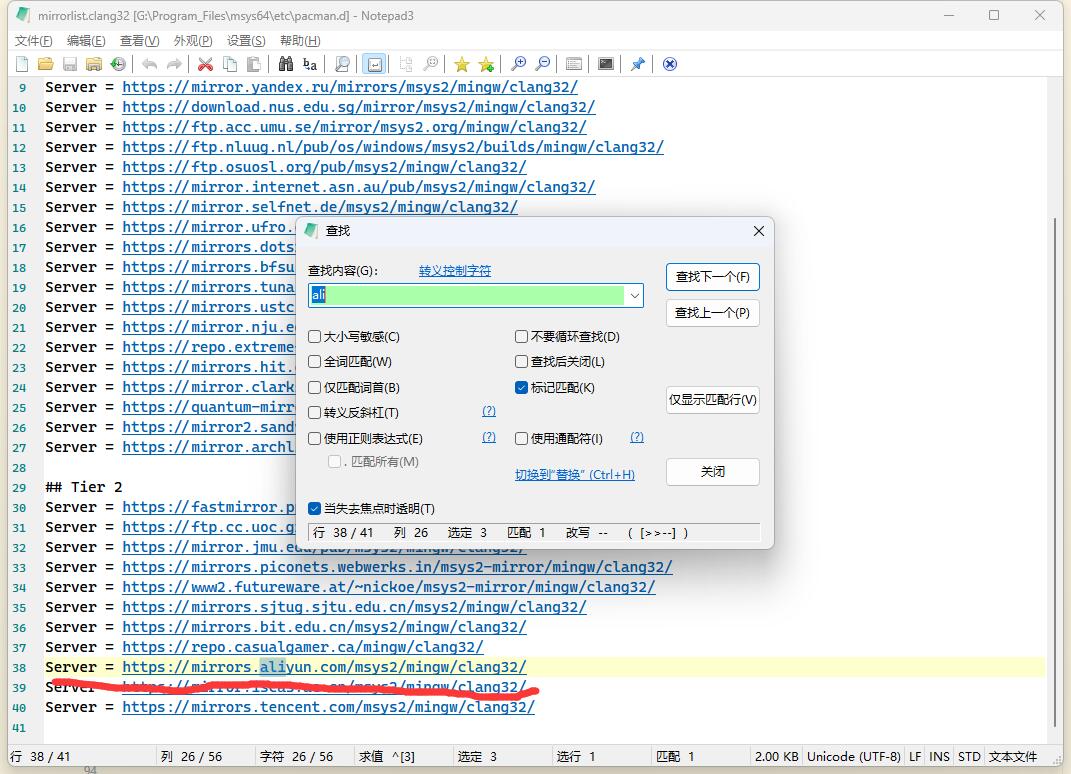 mirrorlist.clang32 [G:\Program_Files\msys64\etc\pacman.d] - Notepad3
文件(F) 编辑(E) 查看(V) 外观(P) 设置(S) 帮助(H)
9 Server = https://mirror.yandex.ru/mirrors/msys2/mingw/clang32/
10 Server = https://download.nus.edu.sg/mirror/msys2/mingw/clang32/
11 Server = https://ftp.acc.umu.se/mirror/msys2.org/mingw/clang32/
12 Server = https://ftp.nluug.nl/pub/os/windows/msys2/builds/mingw/clang32/
13 Server = https://ftp.osuosl.org/pub/msys2/mingw/clang32/
14 Server = https://mirror.internet.asn.au/pub/msys2/mingw/clang32/
15 Server = https://mirror.selfnet.de/msys2/mingw/clang32/
16 Server = https://mirror.ufro.
17 Server = https://mirrors.dots
18 Server = https://mirrors.bfsu
19 Server = https://mirrors.tuna
20 Server = https://mirrors.ustc
21 Server = https://mirror.nju.e
22 Server = https://repo.extreme
23 Server = https://mirrors.hit.
24 Server = https://mirror.clark
25 Server = https://quantum-mirr
26 Server = https://mirror2.sand
27 Server = https://mirror.archl
28
29 ## Tier 2
30 Server = https://fastmirror.p
31 Server = https://ftp.cc.uoc.g
32 Server = https://mirror.jmu.edu/pub/msys2/mingw/clang32/
33 Server = https://mirrors.piconets.webwerks.in/msys2-mirror/mingw/clang32/
34 Server = https://www2.futureware.at/~nickoe/msys2-mirror/mingw/clang32/
35 Server = https://mirrors.sjtug.sjtu.edu.cn/msys2/mingw/clang32/
36 Server = https://mirrors.bit.edu.cn/msys2/mingw/clang32/
37 Server = https://repo.casualgamer.ca/mingw/clang32/
38 Server = https://mirrors.aliyun.com/msys2/mingw/clang32/
39 Server = https://mirror.iscas.ac.cn/msys2/mingw/clang32/
40 Server = https://mirrors.tencent.com/msys2/mingw/clang32/
41
查找
查找内容(G): 转义控制字符
ali
查找下一个(F)
查找上一个(P)
大小写敏感(C) 不要循环查找(D)
全词匹配(W) 查找后关闭(L)
仅匹配词首(B) 标记匹配(K)
仅显示匹配行(V)
转义反斜杠(T) (?)
使用正则表达式(E) (?) 使用通配符(I) (?)
. 匹配所有(M)
切换到“替换” (Ctrl+H)
关闭
当失去焦点时透明(T)
行 38 / 41 列 26 选定 3 匹配 1 改写 -- ( [>>--] )
行 38 / 41 列 26 / 56 字符 26 / 56 求值 ^[3] 选定 3 选行 1 匹配 1 2.00 KB Unicode (UTF-8) LF INS STD 文本文件
94